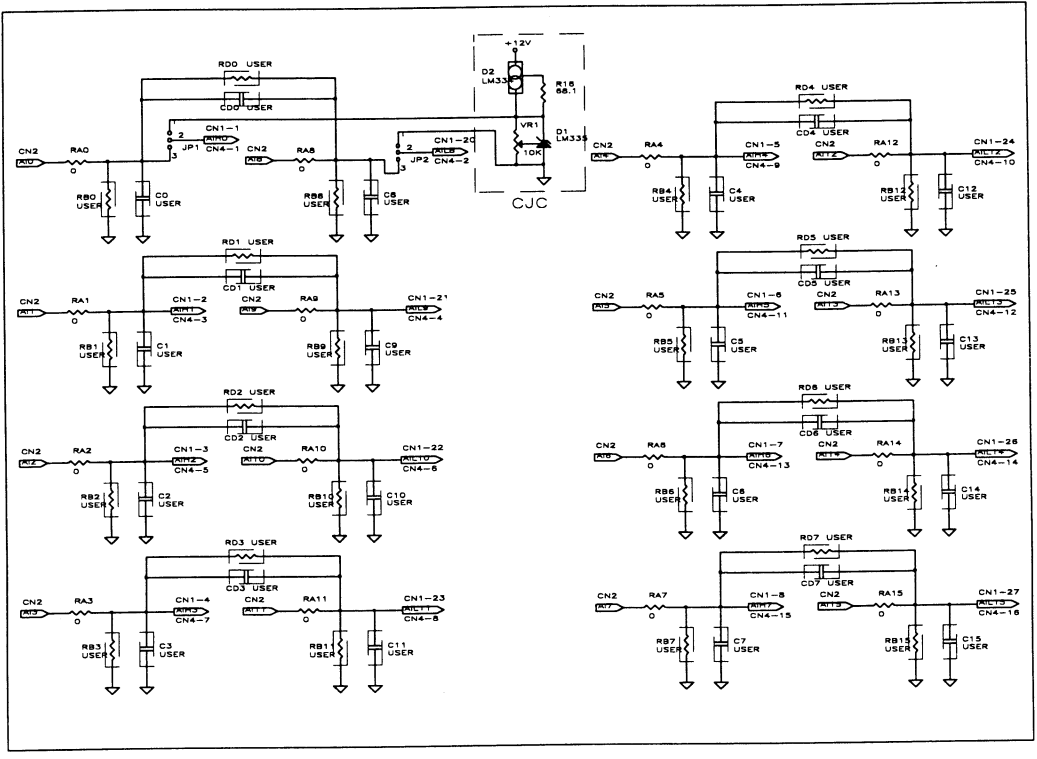 +12V
D2
LM334
R16
68.1
VR1
10K
D1
LM335
CJC
RD0 USER
CD0 USER
CN2
AI0
RA0
0
RB0
USER
C0
USER
1
2
3
JP1
CN1-1
AIH0
CN4-1
CN2
AI8
RA8
0
RB8
USER
C8
USER
1
2
3
JP2
CN1-20
AIL8
CN4-2
RD4 USER
CD4 USER
CN2
AI4
RA4
0
RB4
USER
C4
USER
CN1-5
AIH4
CN4-9
CN2
AI12
RA12
0
RB12
USER
C12
USER
CN1-24
AIL12
CN4-10
RD1 USER
CD1 USER
CN2
AI1
RA1
0
RB1
USER
C1
USER
CN1-2
AIH1
CN4-3
CN2
AI9
RA9
0
RB9
USER
C9
USER
CN1-21
AIL9
CN4-4
RD5 USER
CD5 USER
CN2
AI5
RA5
0
RB5
USER
C5
USER
CN1-6
AIH5
CN4-11
CN2
AI13
RA13
0
RB13
USER
C13
USER
CN1-25
AIL13
CN4-12
RD2 USER
CD2 USER
CN2
AI2
RA2
0
RB2
USER
C2
USER
CN1-3
AIH2
CN4-5
CN2
AI10
RA10
0
RB10
USER
C10
USER
CN1-22
AIL10
CN4-6
RD6 USER
CD6 USER
CN2
AI6
RA6
0
RB6
USER
C6
USER
CN1-7
AIH6
CN4-13
CN2
AI14
RA14
0
RB14
USER
C14
USER
CN1-26
AIL14
CN4-14
RD3 USER
CD3 USER
CN2
AI3
RA3
0
RB3
USER
C3
USER
CN1-4
AIH3
CN4-7
CN2
AI11
RA11
0
RB11
USER
C11
USER
CN1-23
AIL11
CN4-8
RD7 USER
CD7 USER
CN2
AI7
RA7
0
RB7
USER
C7
USER
CN1-8
AIH7
CN4-15
CN2
AI15
RA15
0
RB15
USER
C15
USER
CN1-27
AIL15
CN4-16